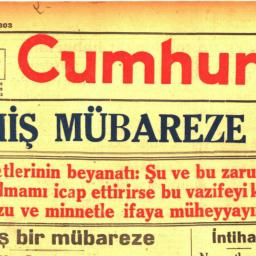 Cumhur
MİŞ MÜBAREZE
etlerinin beyanatı: Şu ve bu zaru
lmamı icap ettirirse bu vazifeyi k
zu ve minnetle ifaya müheyyayı
ş bir mübareze
İntiha